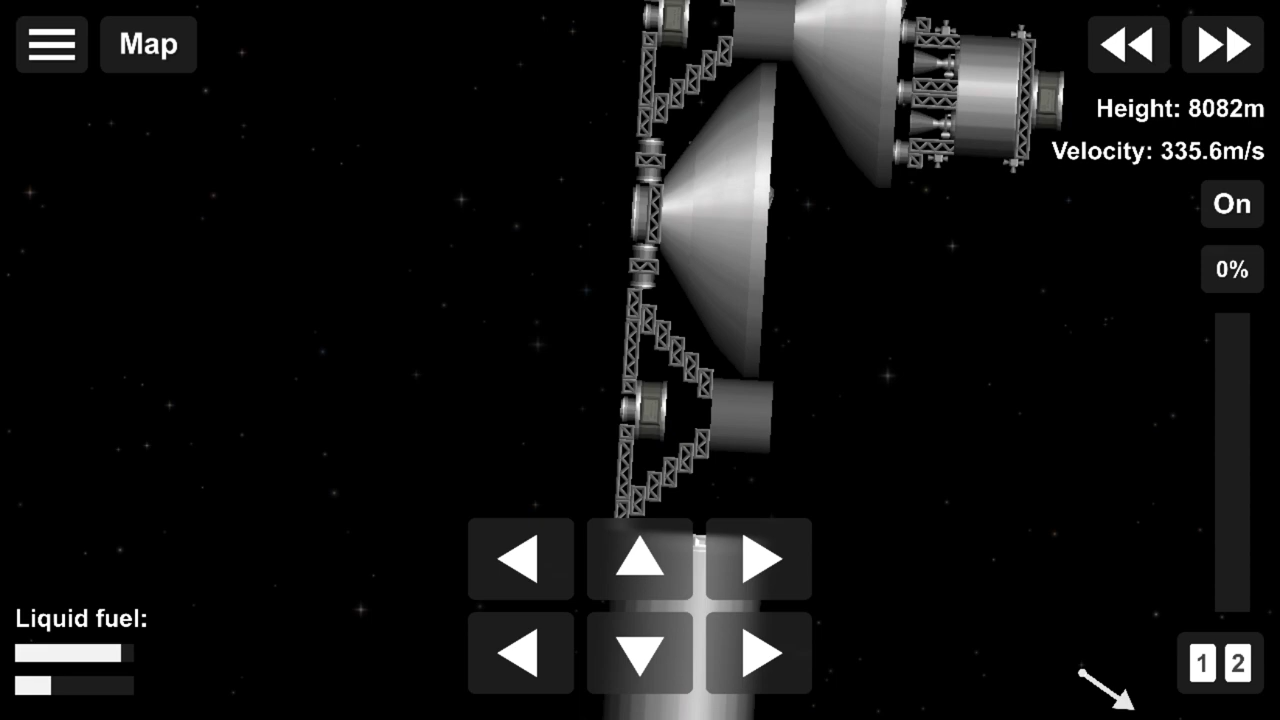 Map
Height: 8082m
Velocity: 335.6m/s
On
0%
Liquid fuel:
1 2